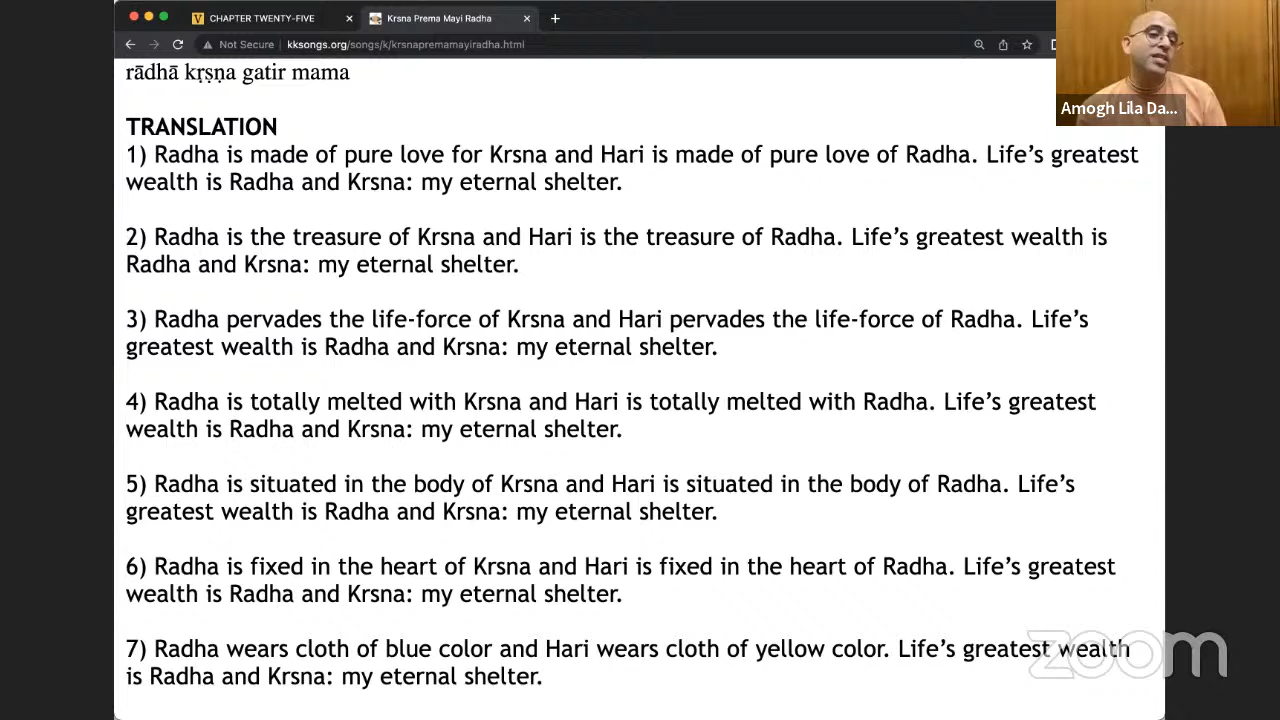 CHAPTER TWENTY-FIVE
Krsna Prema Mayi Radha
Not Secure | kksongs.org/songs/k/krsnapremamayiradha.html
Amogh Lila Da...
rādhā kṛṣṇa gatir mama
TRANSLATION
1) Radha is made of pure love for Krsna and Hari is made of pure love of Radha. Life’s greatest
wealth is Radha and Krsna: my eternal shelter.
2) Radha is the treasure of Krsna and Hari is the treasure of Radha. Life’s greatest wealth is
Radha and Krsna: my eternal shelter.
3) Radha pervades the life-force of Krsna and Hari pervades the life-force of Radha. Life’s
greatest wealth is Radha and Krsna: my eternal shelter.
4) Radha is totally melted with Krsna and Hari is totally melted with Radha. Life’s greatest
wealth is Radha and Krsna: my eternal shelter.
5) Radha is situated in the body of Krsna and Hari is situated in the body of Radha. Life’s
greatest wealth is Radha and Krsna: my eternal shelter.
6) Radha is fixed in the heart of Krsna and Hari is fixed in the heart of Radha. Life’s greatest
wealth is Radha and Krsna: my eternal shelter.
7) Radha wears cloth of blue color and Hari wears cloth of yellow color. Life’s greatest wealth
is Radha and Krsna: my eternal shelter.
zoom